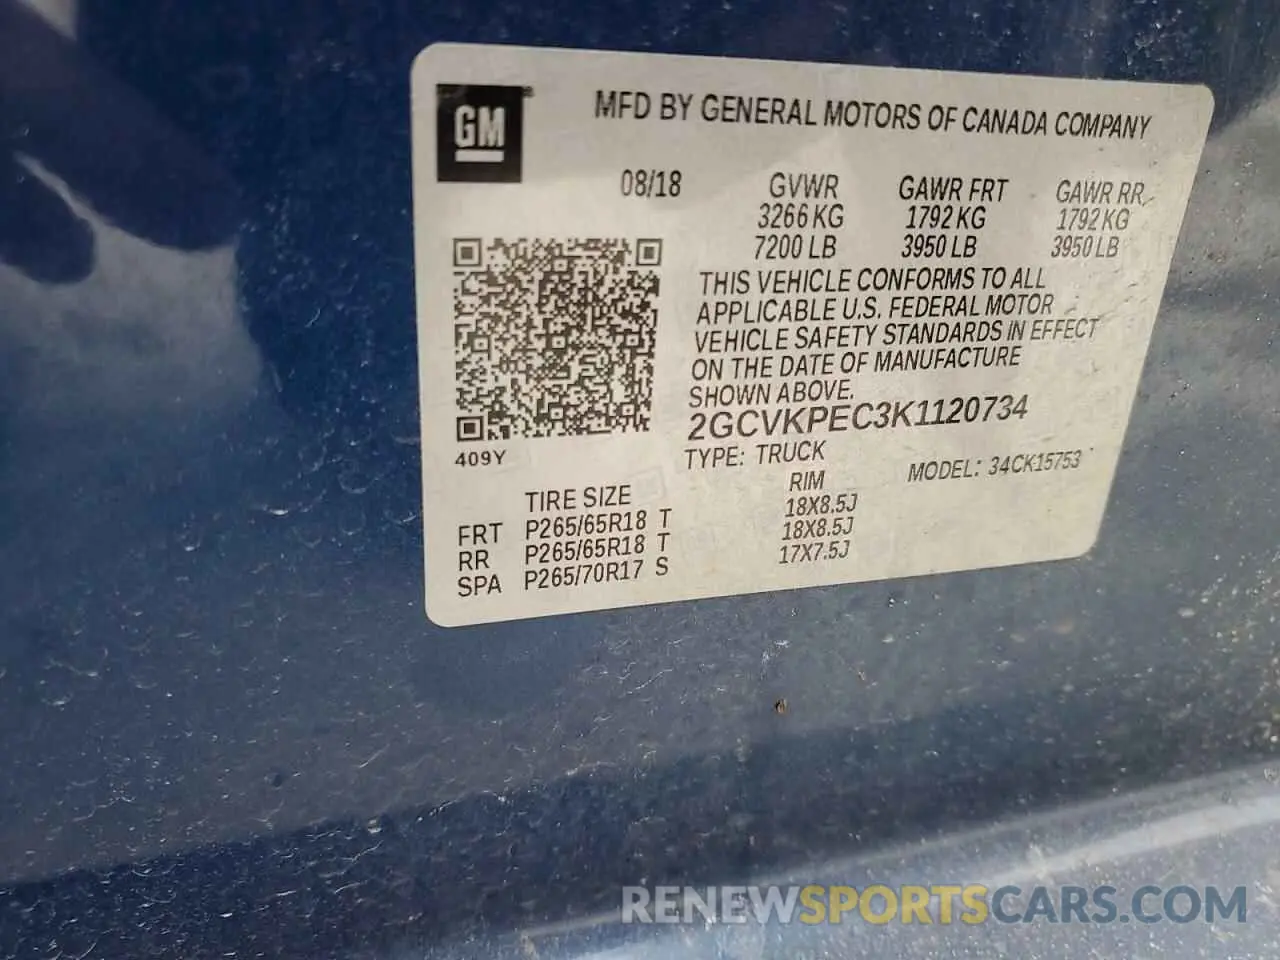 GM
MFD BY GENERAL MOTORS OF CANADA COMPANY
08/18 GVWR GAWR FRT GAWR RR
3266 KG 1792 KG 1792 KG
7200 LB 3950 LB 3950 LB
THIS VEHICLE CONFORMS TO ALL
APPLICABLE U.S. FEDERAL MOTOR
VEHICLE SAFETY STANDARDS IN EFFECT
ON THE DATE OF MANUFACTURE
SHOWN ABOVE.
2GCVKPEC3K1120734
409Y
TYPE: TRUCK MODEL: 34CK15753
TIRE SIZE RIM
FRT P265/65R18 T 18X8.5J
RR P265/65R18 T 18X8.5J
SPA P265/70R17 S 17X7.5J
RENEWSPORTSCARS.COM